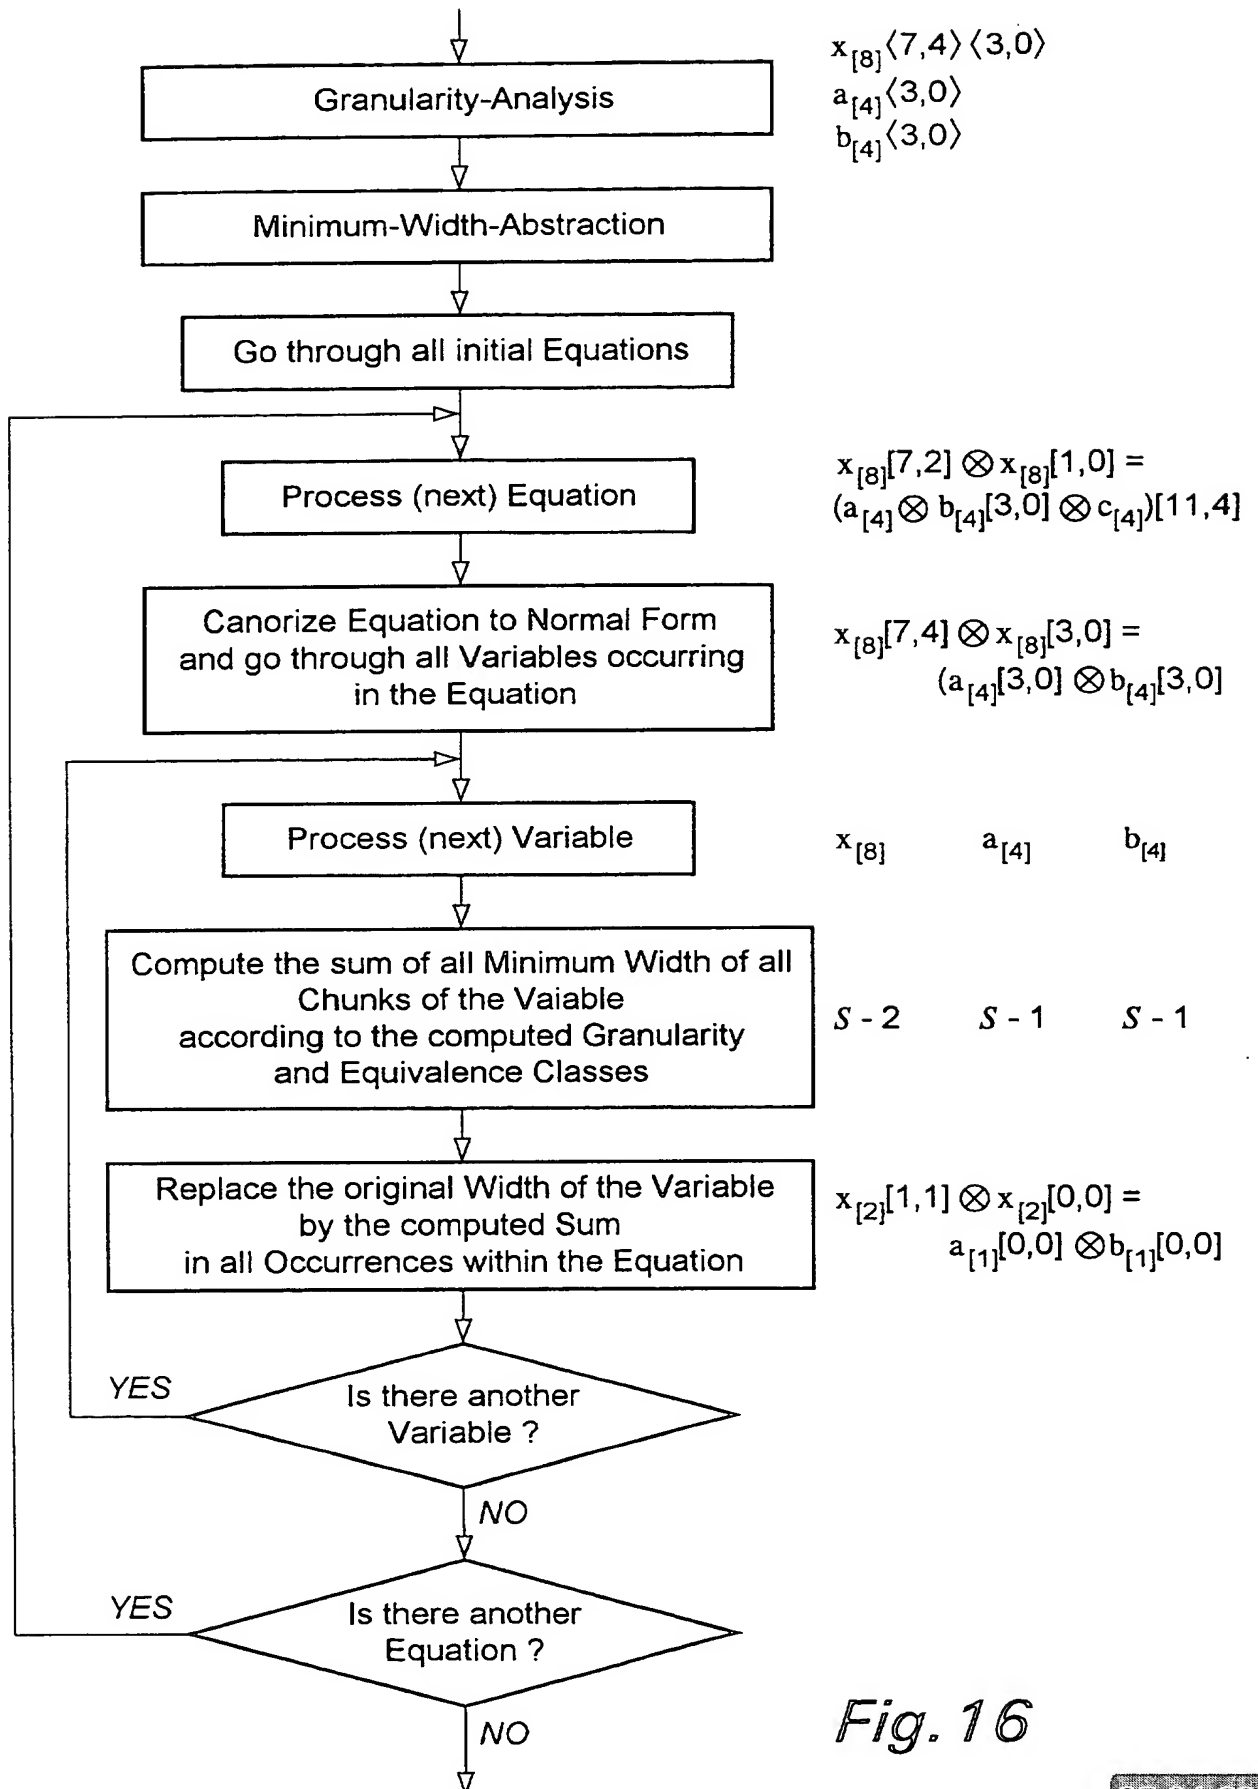 x[8]⟨7,4⟩⟨3,0⟩
Granularity-Analysis
a[4]⟨3,0⟩
b[4]⟨3,0⟩
Minimum-Width-Abstraction
Go through all initial Equations
Process (next) Equation
x[8][7,2] ⊗ x[8][1,0] =
(a[4] ⊗ b[4][3,0] ⊗ c[4])[11,4]
Canorize Equation to Normal Form
and go through all Variables occurring
in the Equation
x[8][7,4] ⊗ x[8][3,0] =
(a[4][3,0] ⊗ b[4][3,0]
Process (next) Variable
x[8] a[4] b[4]
Compute the sum of all Minimum Width of all
Chunks of the Vaiable
according to the computed Granularity
and Equivalence Classes
S - 2 S - 1 S - 1
Replace the original Width of the Variable
by the computed Sum
in all Occurrences within the Equation
x[2][1,1] ⊗ x[2][0,0] =
a[1][0,0] ⊗ b[1][0,0]
YES
Is there another
Variable ?
NO
YES
Is there another
Equation ?
NO
Fig. 16